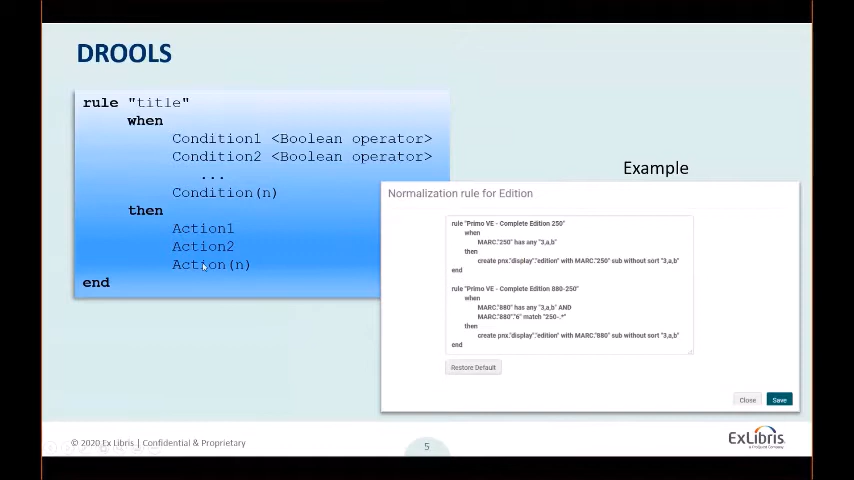 DROOLS
rule "title"
when
Condition1 <Boolean operator>
Condition2 <Boolean operator>
...
Condition(n)
then
Action1
Action2
Action(n)
end
Example
Normalization rule for Edition
rule "Primo VE - Complete Edition 250"
when
MARC."250" has any "3,a,b"
then
create pnx."display"."edition" with MARC."250" sub without sort "3,a,b"
end
rule "Primo VE - Complete Edition 880-250"
when
MARC."880" has any "3,a,b" AND
MARC."880"."6" match "250-.*"
then
create pnx."display"."edition" with MARC."880" sub without sort "3,a,b"
end
Restore Default
Close Save
© 2020 Ex Libris | Confidential & Proprietary
5
ExLibris
a ProQuest Company